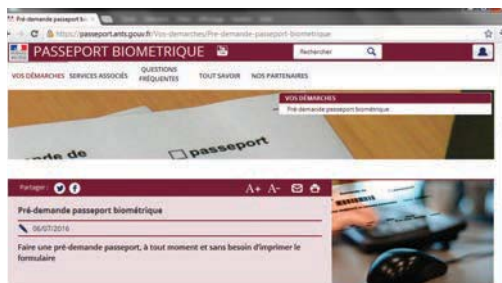 Pré-demande passeport b
https://passeport.ants.gouv.fr/Vos-demarches/Pre-demande-passeport-biometrique
PASSEPORT BIOMETRIQUE
Rechercher
VOS DÉMARCHES SERVICES ASSOCIÉS QUESTIONS FRÉQUENTES TOUT SAVOIR NOS PARTENAIRES
VOS DÉMARCHES
Pré-demande passeport biométrique
nde de
passeport
Partager :
A+ A-
Pré-demande passeport biométrique
06/07/2016
Faire une pré-demande passeport, à tout moment et sans besoin d'imprimer le
formulaire